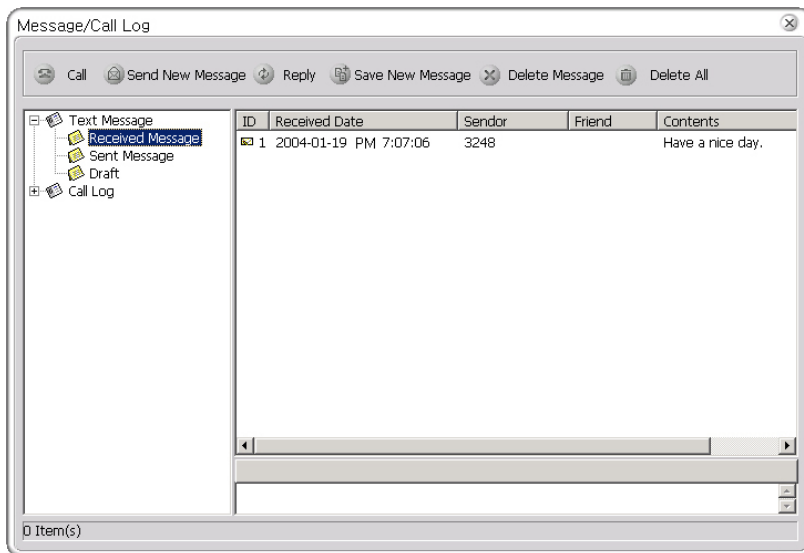 Message/Call Log
Call Send New Message Reply Save New Message Delete Message Delete All
Text Message
Received Message
Sent Message
Draft
Call Log
ID Received Date Sendor Friend Contents
1 2004-01-19 PM 7:07:06 3248 Have a nice day.
0 Item(s)